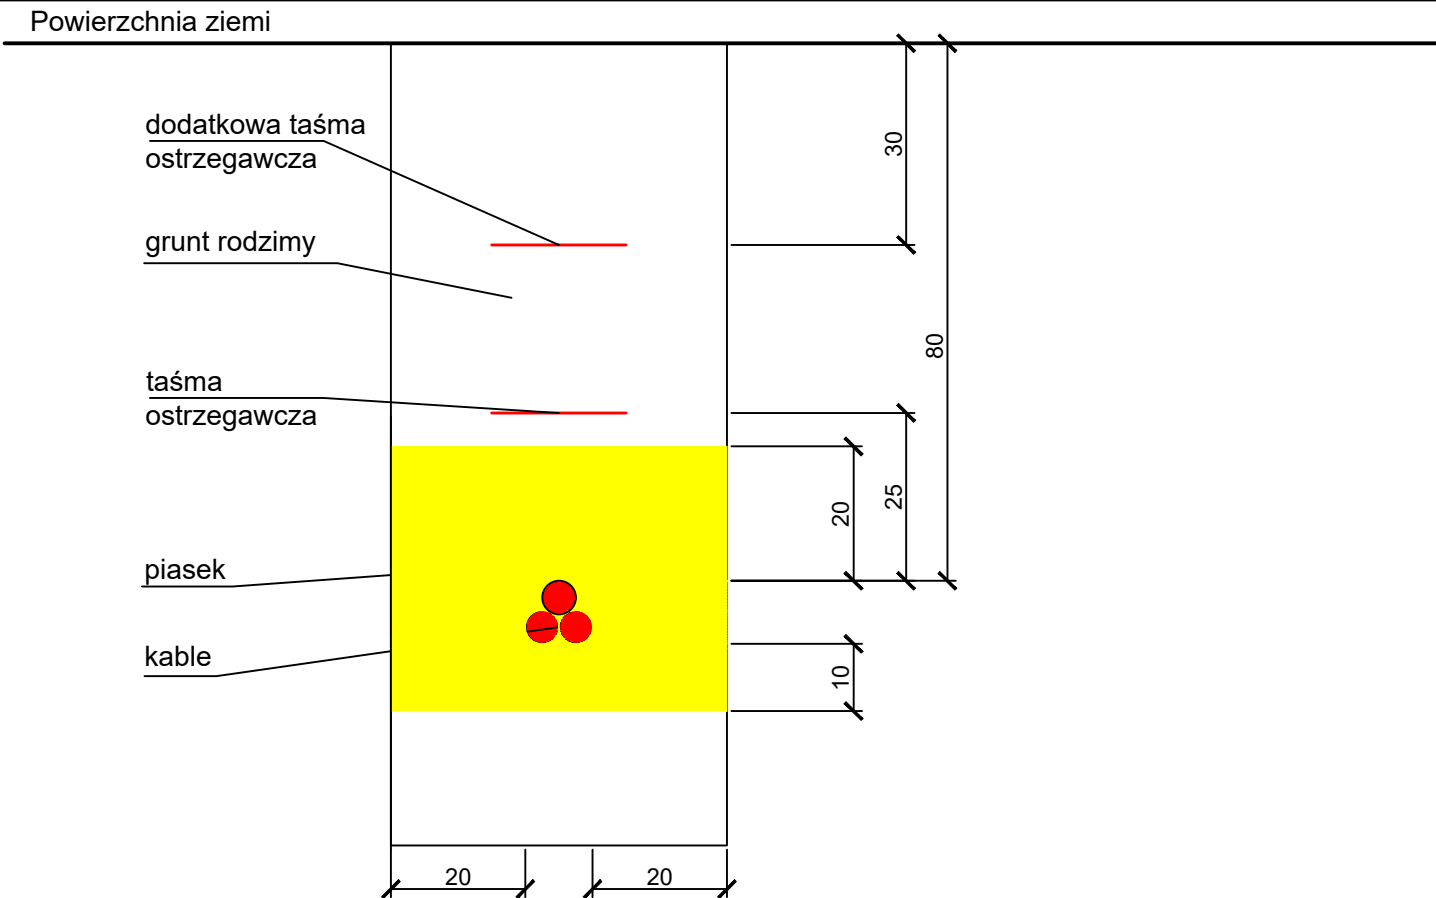 Powierzchnia ziemi
dodatkowa taśma
ostrzegawcza
30
grunt rodzimy
80
taśma
ostrzegawcza
20
25
piasek
kable
10
20
20